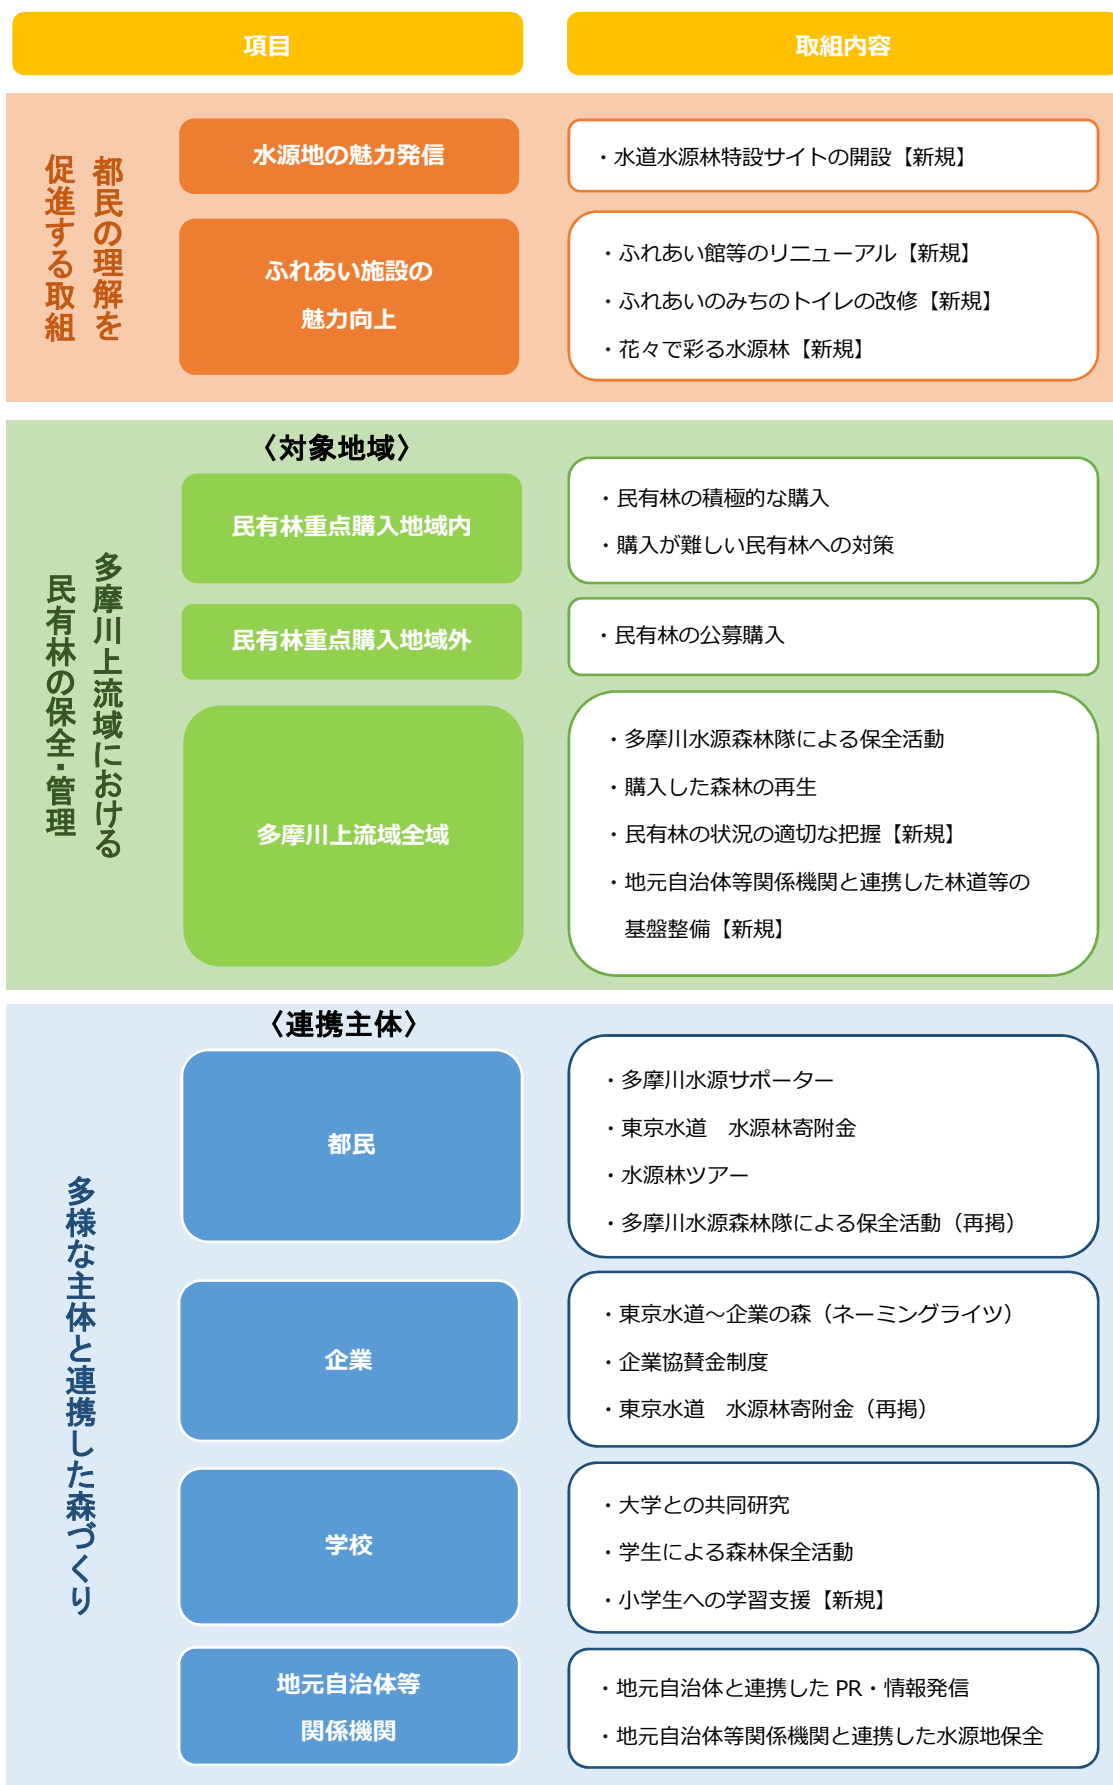 項目
取組内容
都民の理解を
促進する取組
水源地の魅力発信
・水道水源林特設サイトの開設【新規】
ふれあい施設の
魅力向上
・ふれあい館等のリニューアル【新規】
・ふれあいのみちのトイレの改修【新規】
・花々で彩る水源林【新規】
多摩川上流域における
民有林の保全・管理
〈対象地域〉
民有林重点購入地域内
・民有林の積極的な購入
・購入が難しい民有林への対策
民有林重点購入地域外
・民有林の公募購入
多摩川上流域全域
・多摩川水源森林隊による保全活動
・購入した森林の再生
・民有林の状況の適切な把握【新規】
・地元自治体等関係機関と連携した林道等の
基盤整備【新規】
多様な主体と連携した森づくり
〈連携主体〉
都民
・多摩川水源サポーター
・東京水道　水源林寄附金
・水源林ツアー
・多摩川水源森林隊による保全活動（再掲）
企業
・東京水道～企業の森（ネーミングライツ）
・企業協賛金制度
・東京水道　水源林寄附金（再掲）
学校
・大学との共同研究
・学生による森林保全活動
・小学生への学習支援【新規】
地元自治体等
関係機関
・地元自治体と連携した PR・情報発信
・地元自治体等関係機関と連携した水源地保全